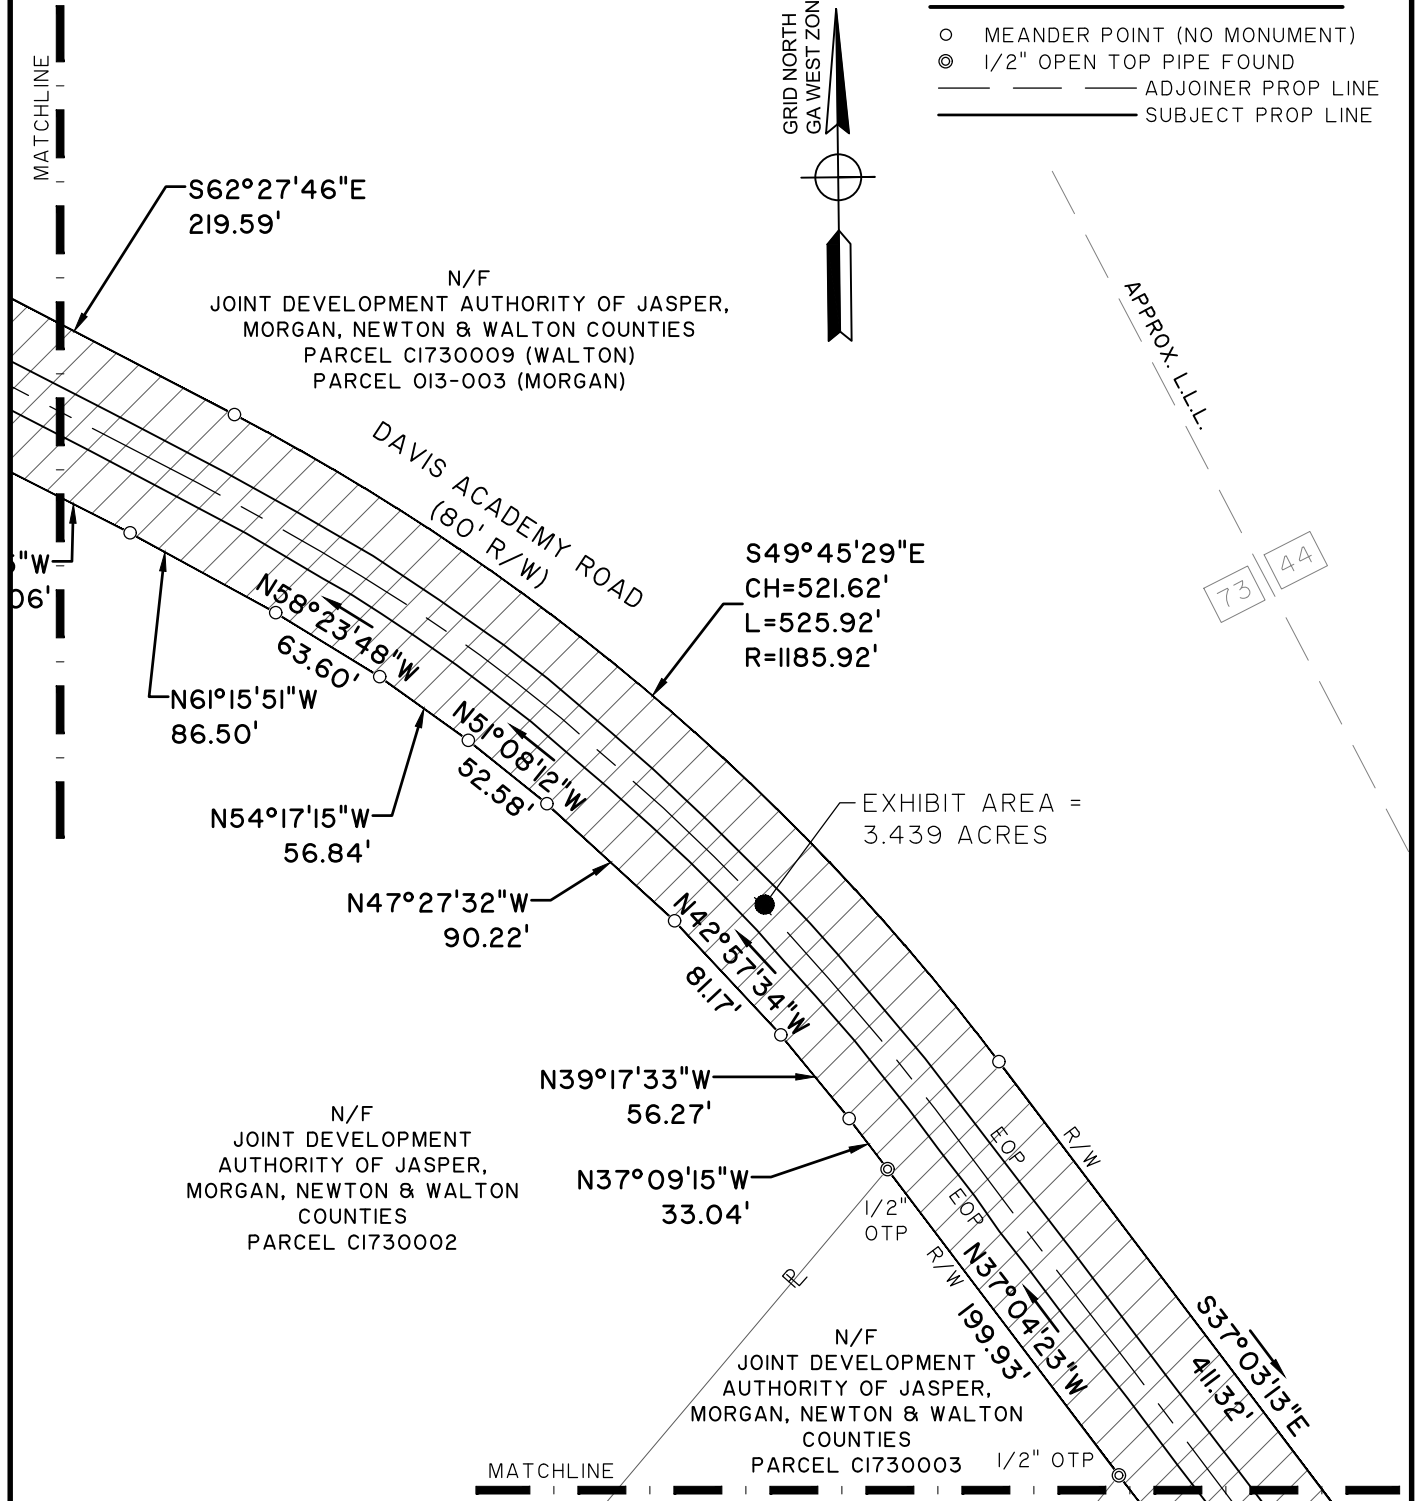 MATCHLINE
GRID NORTH
GA WEST ZON
MEANDER POINT (NO MONUMENT)
1/2" OPEN TOP PIPE FOUND
ADJOINER PROP LINE
SUBJECT PROP LINE
S62°27'46"E
219.59'
N/F
JOINT DEVELOPMENT AUTHORITY OF JASPER,
MORGAN, NEWTON & WALTON COUNTIES
PARCEL C1730009 (WALTON)
PARCEL 013-003 (MORGAN)
APPROX. L.L.L.
DAVIS ACADEMY ROAD
(80' R/W)
73
44
S49°45'29"E
CH=521.62'
L=525.92'
R=1185.92'
"W
06'
N58°23'48"W
63.60'
N61°15'51"W
86.50'
N51°08'12"W
52.58'
N54°17'15"W
56.84'
EXHIBIT AREA =
3.439 ACRES
N47°27'32"W
90.22'
N42°57'34"W
81.17'
N39°17'33"W
56.27'
N37°09'15"W
33.04'
N/F
JOINT DEVELOPMENT
AUTHORITY OF JASPER,
MORGAN, NEWTON & WALTON
COUNTIES
PARCEL C1730002
EOP
R/W
EOP
R/W
1/2"
OTP
PL
N37°04'23"W
199.93'
S37°03'13"E
411.32'
N/F
JOINT DEVELOPMENT
AUTHORITY OF JASPER,
MORGAN, NEWTON & WALTON
COUNTIES
PARCEL C1730003
1/2" OTP
MATCHLINE